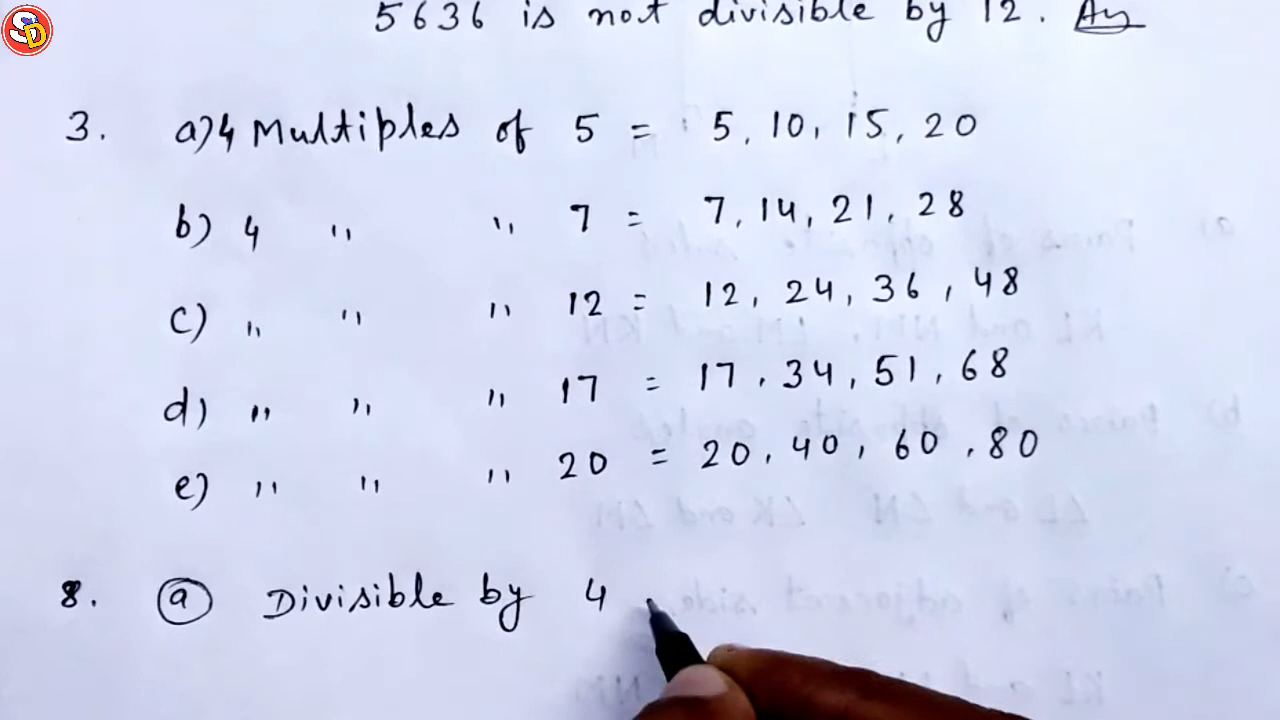 SD
5636 is not divisible by 12. Ans
3. a) 4 Multiples of 5 = 5, 10, 15, 20
b) 4 " " 7 = 7, 14, 21, 28
c) " " " 12 = 12, 24, 36, 48
d) " " " 17 = 17, 34, 51, 68
e) " " " 20 = 20, 40, 60, 80
8. a Divisible by 4